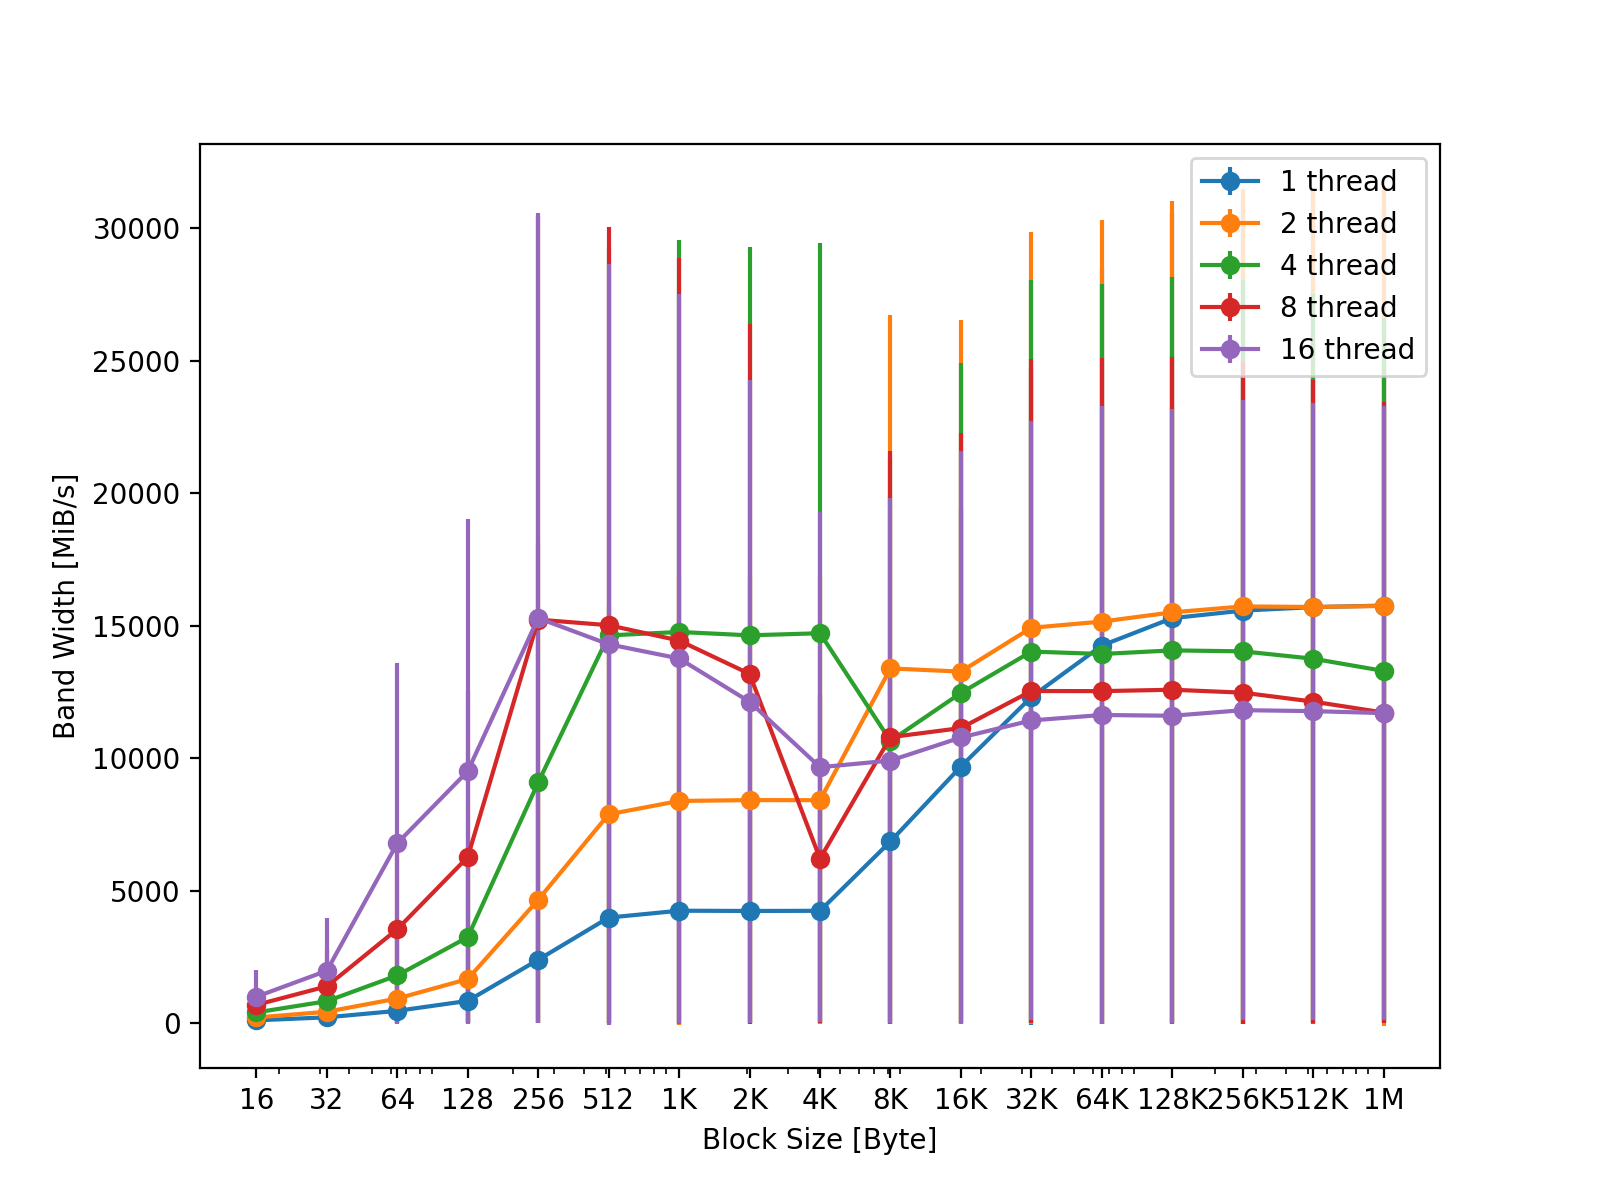 30000
25000
20000
15000
10000
5000
0
Band Width [MiB/s]
1 thread
2 thread
4 thread
8 thread
16 thread
16 32 64 128 256 512 1K 2K 4K 8K 16K 32K 64K 128K 256K 512K 1M
Block Size [Byte]